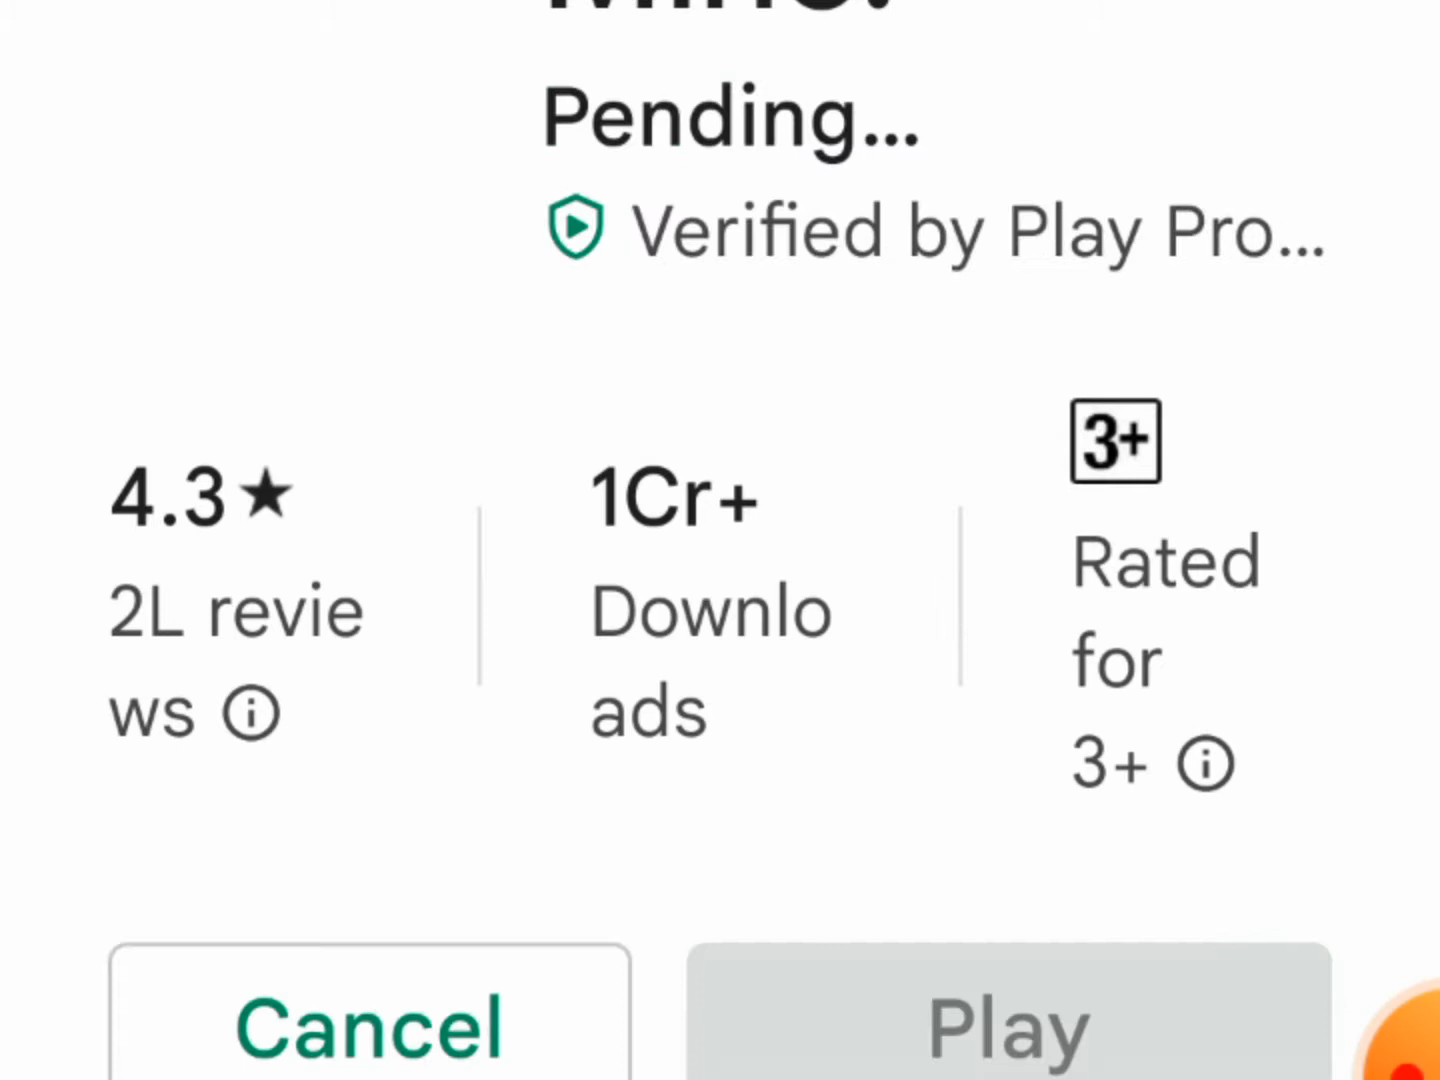 Pending...
Verified by Play Pro...
4.3★
2L revie
ws
1Cr+
Downlo
ads
3+
Rated
for
3+
Cancel
Play